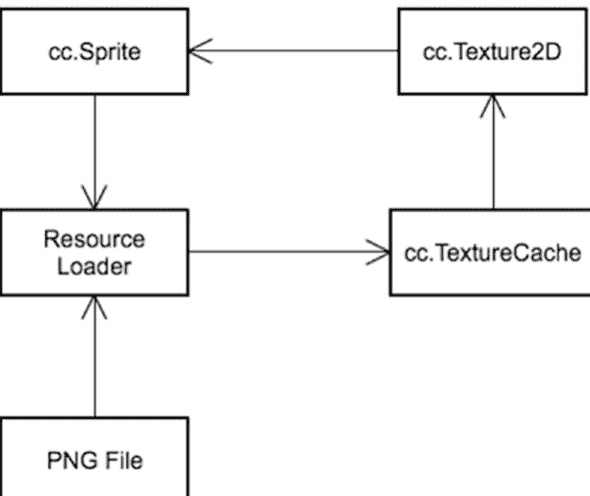 cc.Sprite
cc.Texture2D
Resource
Loader
cc.TextureCache
PNG File